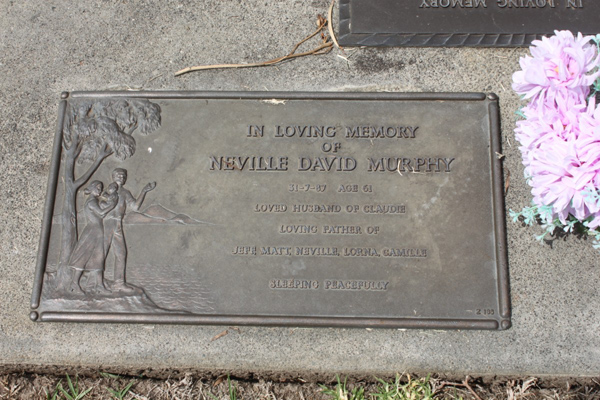 IN LOVING MEMORY
IN LOVING MEMORY
OF
NEVILLE DAVID MURPHY
31-7-87 AGE 61
LOVED HUSBAND OF CLAUDIE
LOVING FATHER OF
JEFF, MATT, NEVILLE, LORNA, CAMILLE
SLEEPING PEACEFULLY
Z 103